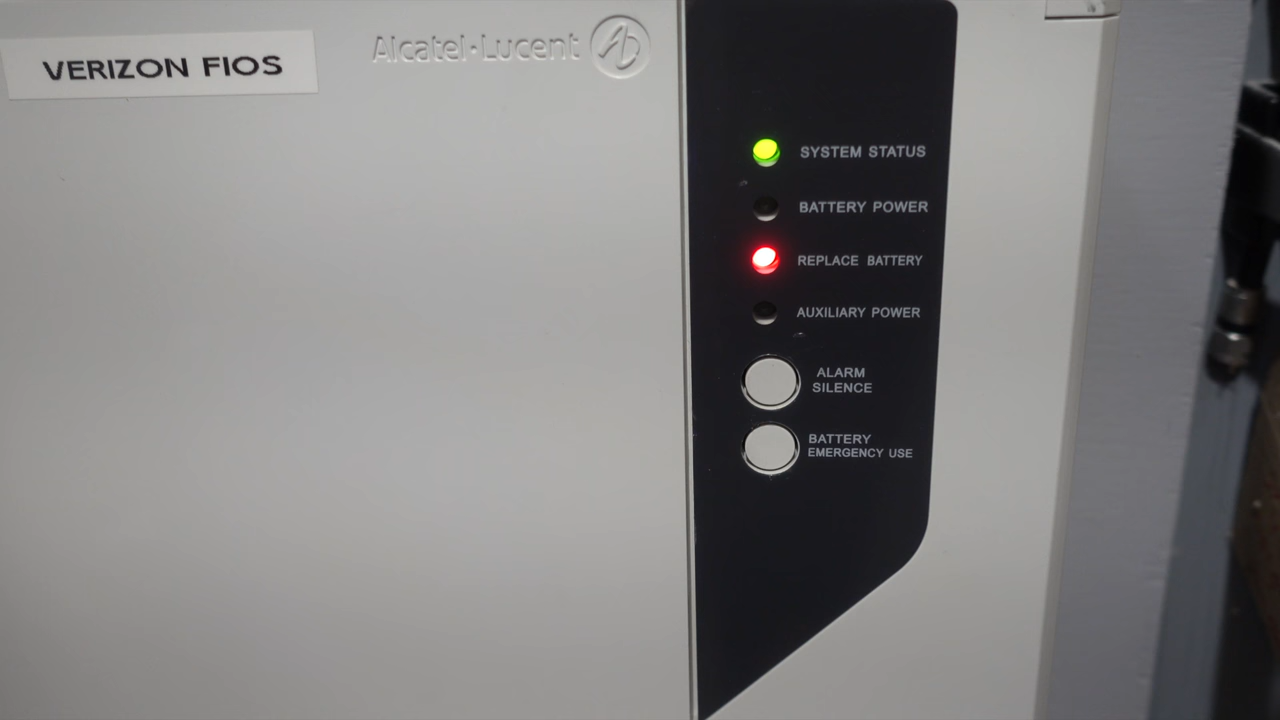 VERIZON FIOS
Alcatel·Lucent
SYSTEM STATUS
BATTERY POWER
REPLACE BATTERY
AUXILIARY POWER
ALARM
SILENCE
BATTERY
EMERGENCY USE